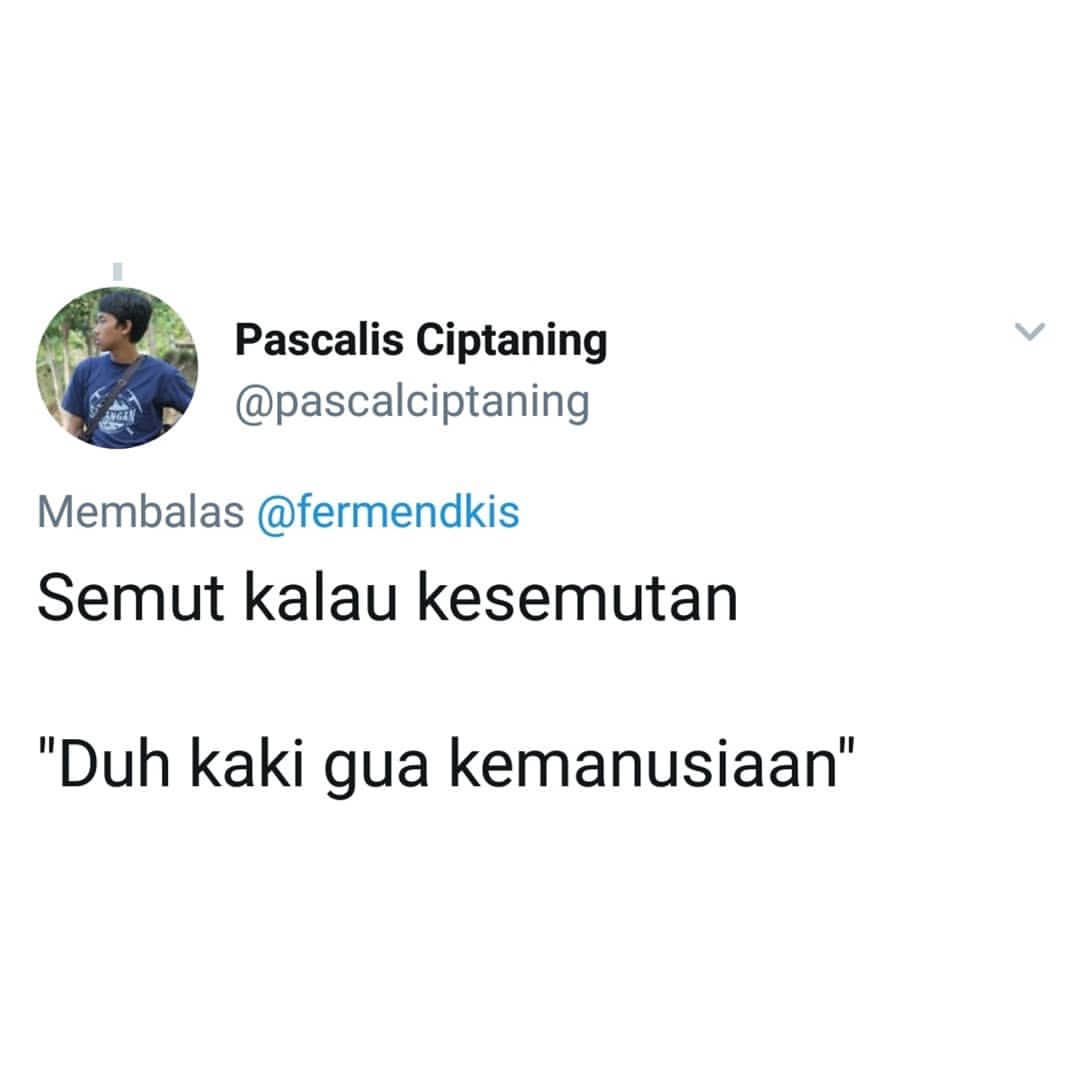 Pascalis Ciptaning
@pascalciptaning
Membalas @fermendkis
Semut kalau kesemutan
"Duh kaki gua kemanusiaan"